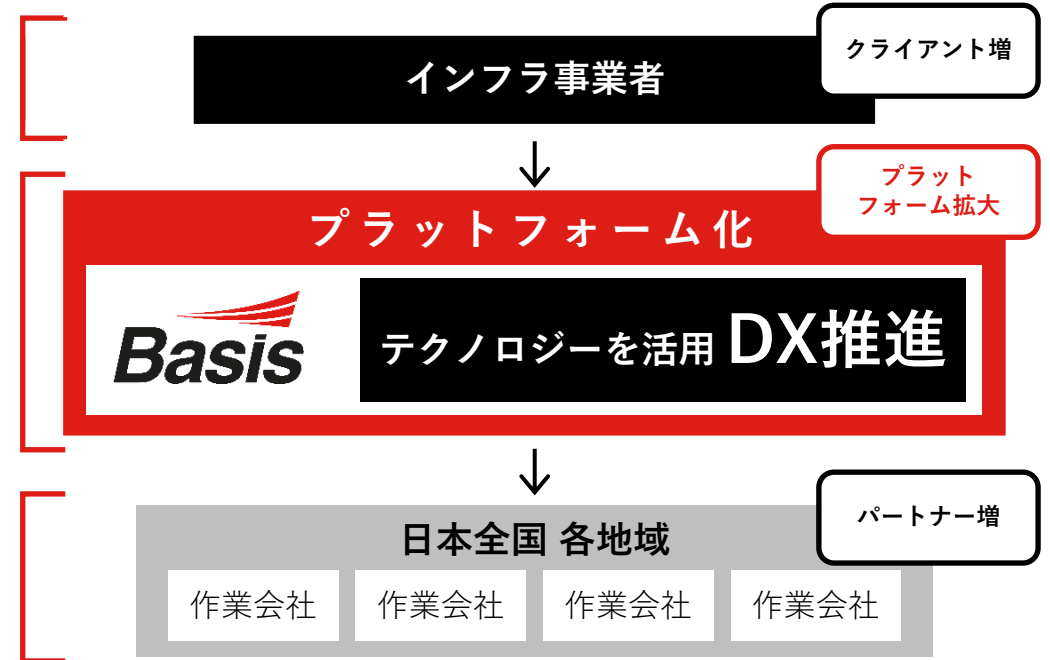 クライアント増
インフラ事業者
プラット
フォーム拡大
プラットフォーム化
Basis
テクノロジーを活用 DX推進
パートナー増
日本全国 各地域
作業会社
作業会社
作業会社
作業会社